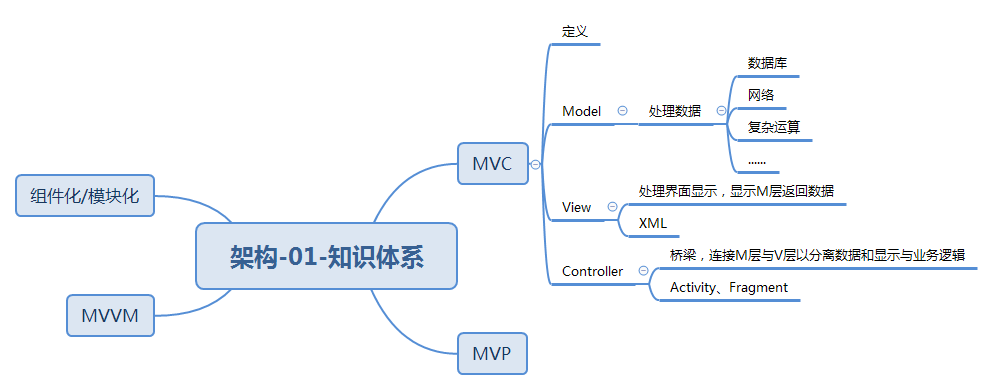 架构-01-知识体系
MVC
定义
Model
处理数据
数据库
网络
复杂运算
......
View
处理界面显示，显示M层返回数据
XML
Controller
桥梁，连接M层与V层以分离数据和显示与业务逻辑
Activity、Fragment
MVP
MVVM
组件化/模块化